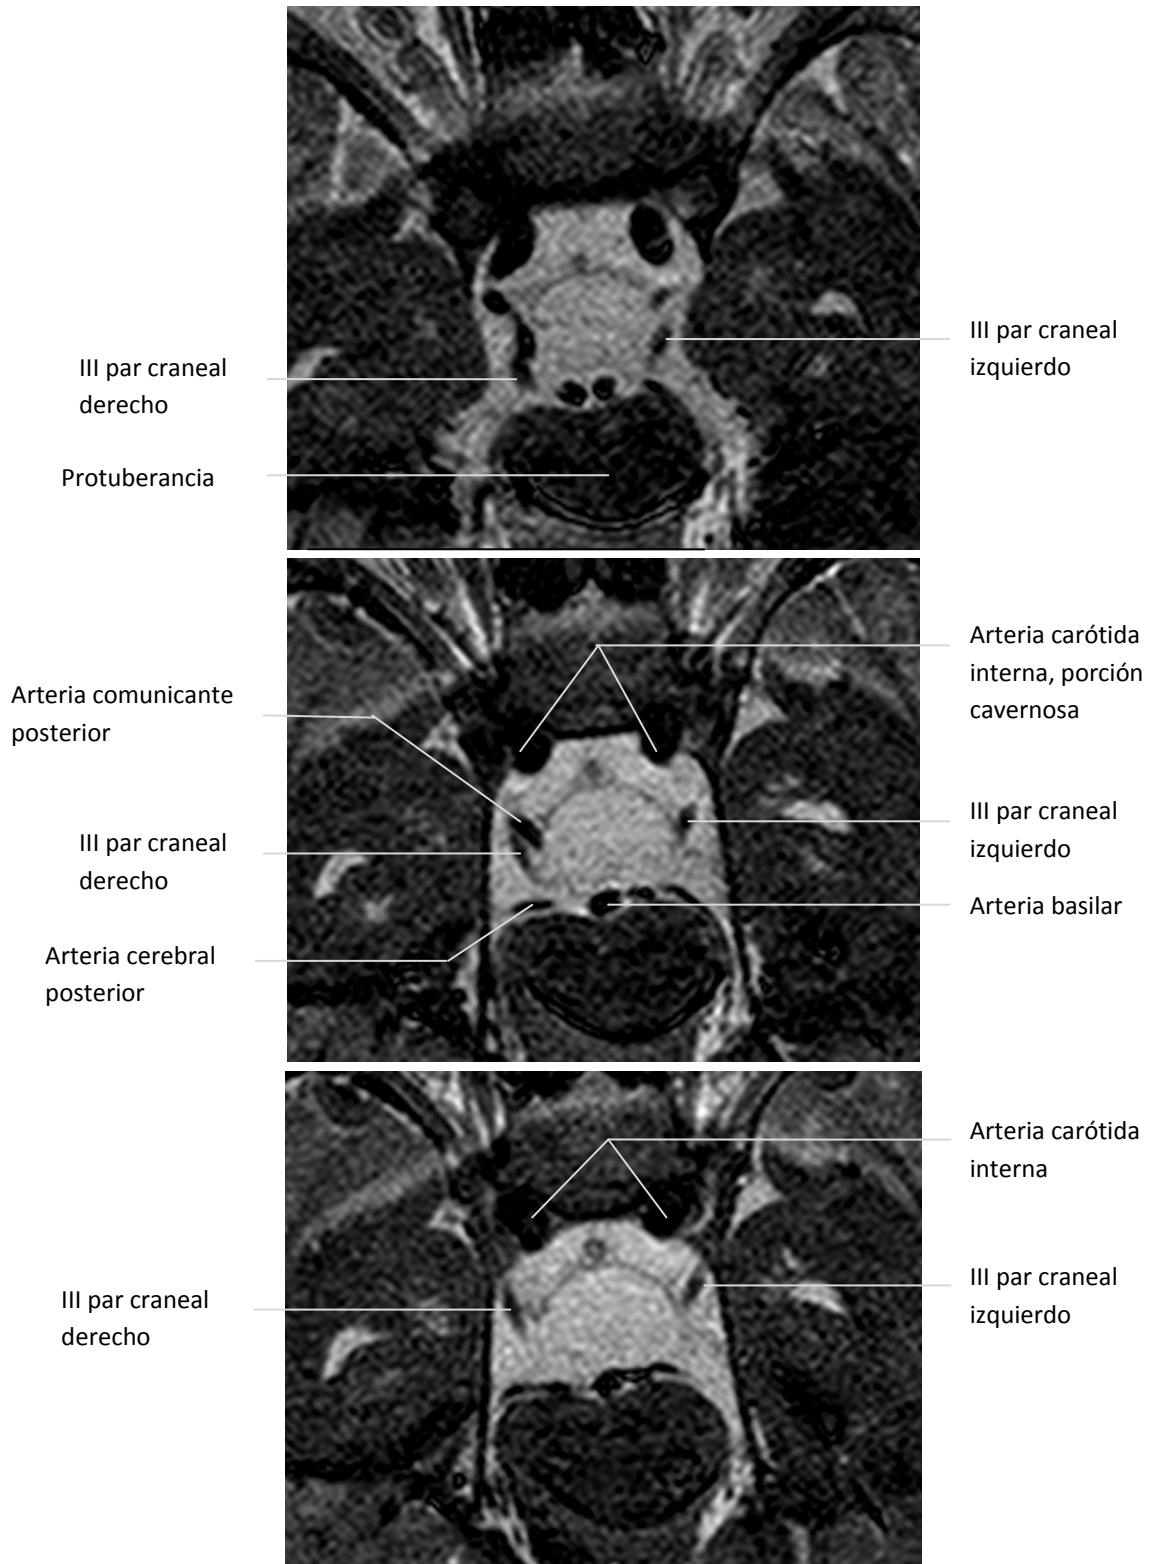 III par craneal
izquierdo
III par craneal
derecho
Protuberancia
Arteria carótida
interna, porción
cavernosa
Arteria comunicante
posterior
III par craneal
izquierdo
III par craneal
derecho
Arteria basilar
Arteria cerebral
posterior
Arteria carótida
interna
III par craneal
izquierdo
III par craneal
derecho